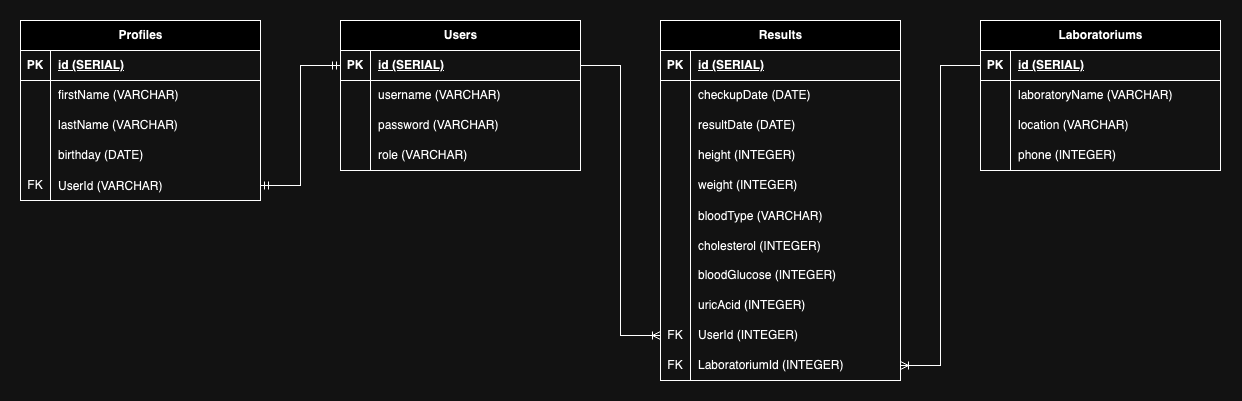 Profiles
PK id (SERIAL)
firstName (VARCHAR)
lastName (VARCHAR)
birthday (DATE)
FK UserId (VARCHAR)
Users
PK id (SERIAL)
username (VARCHAR)
password (VARCHAR)
role (VARCHAR)
Results
PK id (SERIAL)
checkupDate (DATE)
resultDate (DATE)
height (INTEGER)
weight (INTEGER)
bloodType (VARCHAR)
cholesterol (INTEGER)
bloodGlucose (INTEGER)
uricAcid (INTEGER)
FK UserId (INTEGER)
FK LaboratoriumId (INTEGER)
Laboratoriums
PK id (SERIAL)
laboratoryName (VARCHAR)
location (VARCHAR)
phone (INTEGER)